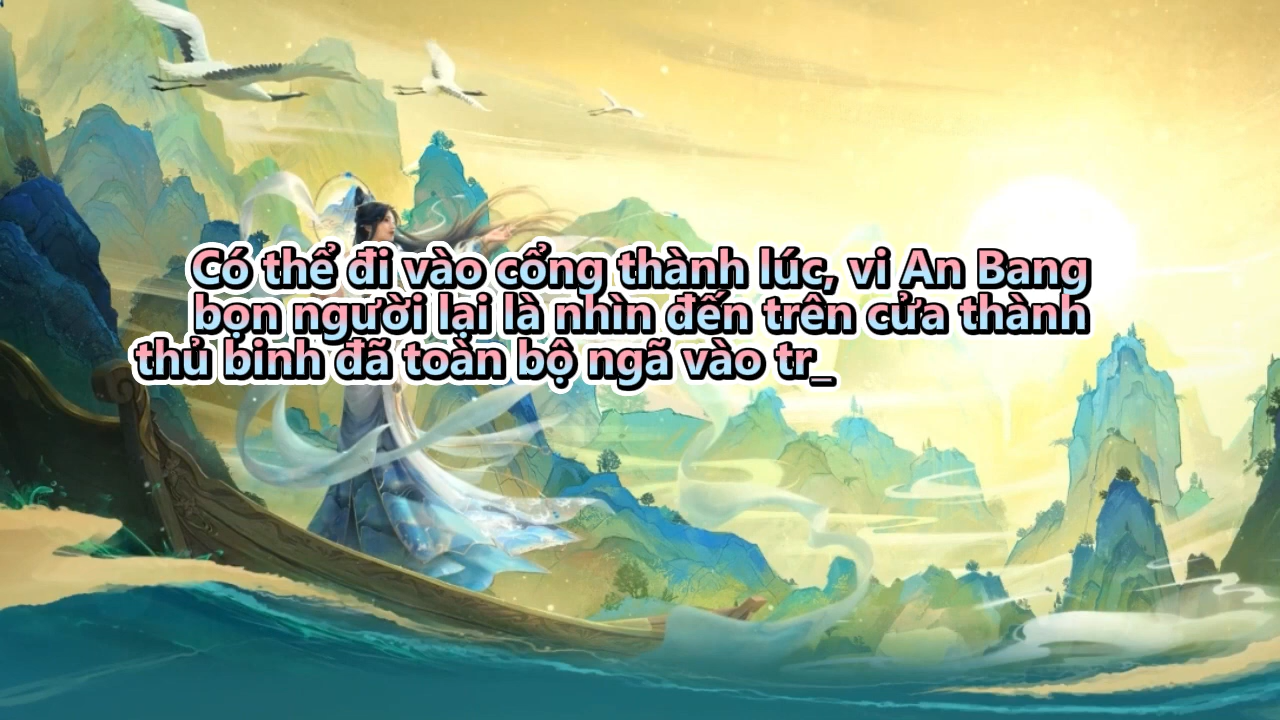 Có thể đi vào cổng thành lúc, vi An Bang
bọn người lại là nhìn đến trên cửa thành
thủ binh đã toàn bộ ngã vào tr_